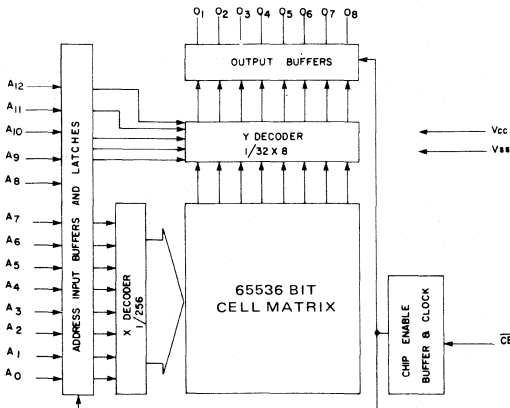 O1 O2 O3 O4 O5 O6 O7 O8
OUTPUT BUFFERS
A12
A11
A10
A9
A8
A7
A6
A5
A4
A3
A2
A1
A0
ADDRESS INPUT BUFFERS AND LATCHES
Y DECODER
1/32 X 8
Vcc
Vss
X DECODER
1/256
65536 BIT
CELL MATRIX
CHIP ENABLE
BUFFER & CLOCK
CE